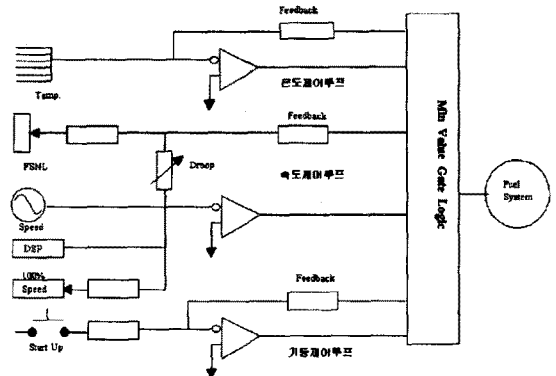 Feedback
Temp.
온도제어루프
Feedback
FSNL
Droop
속도제어루프
Speed
DSP
100%
Speed
Feedback
Start Up
기동제어루프
Min Value Gate Logic
Fuel
System